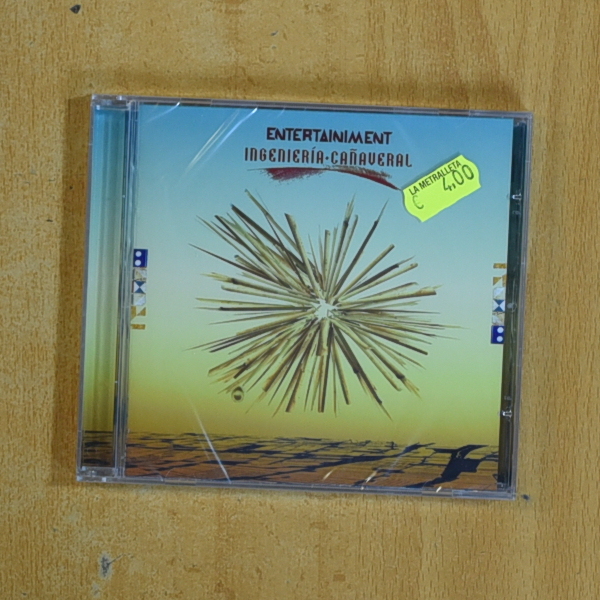 ENTERTAINIMENT
INGENIERÍA·CAÑAVERAL
LA METRALLETA
€ 4,00